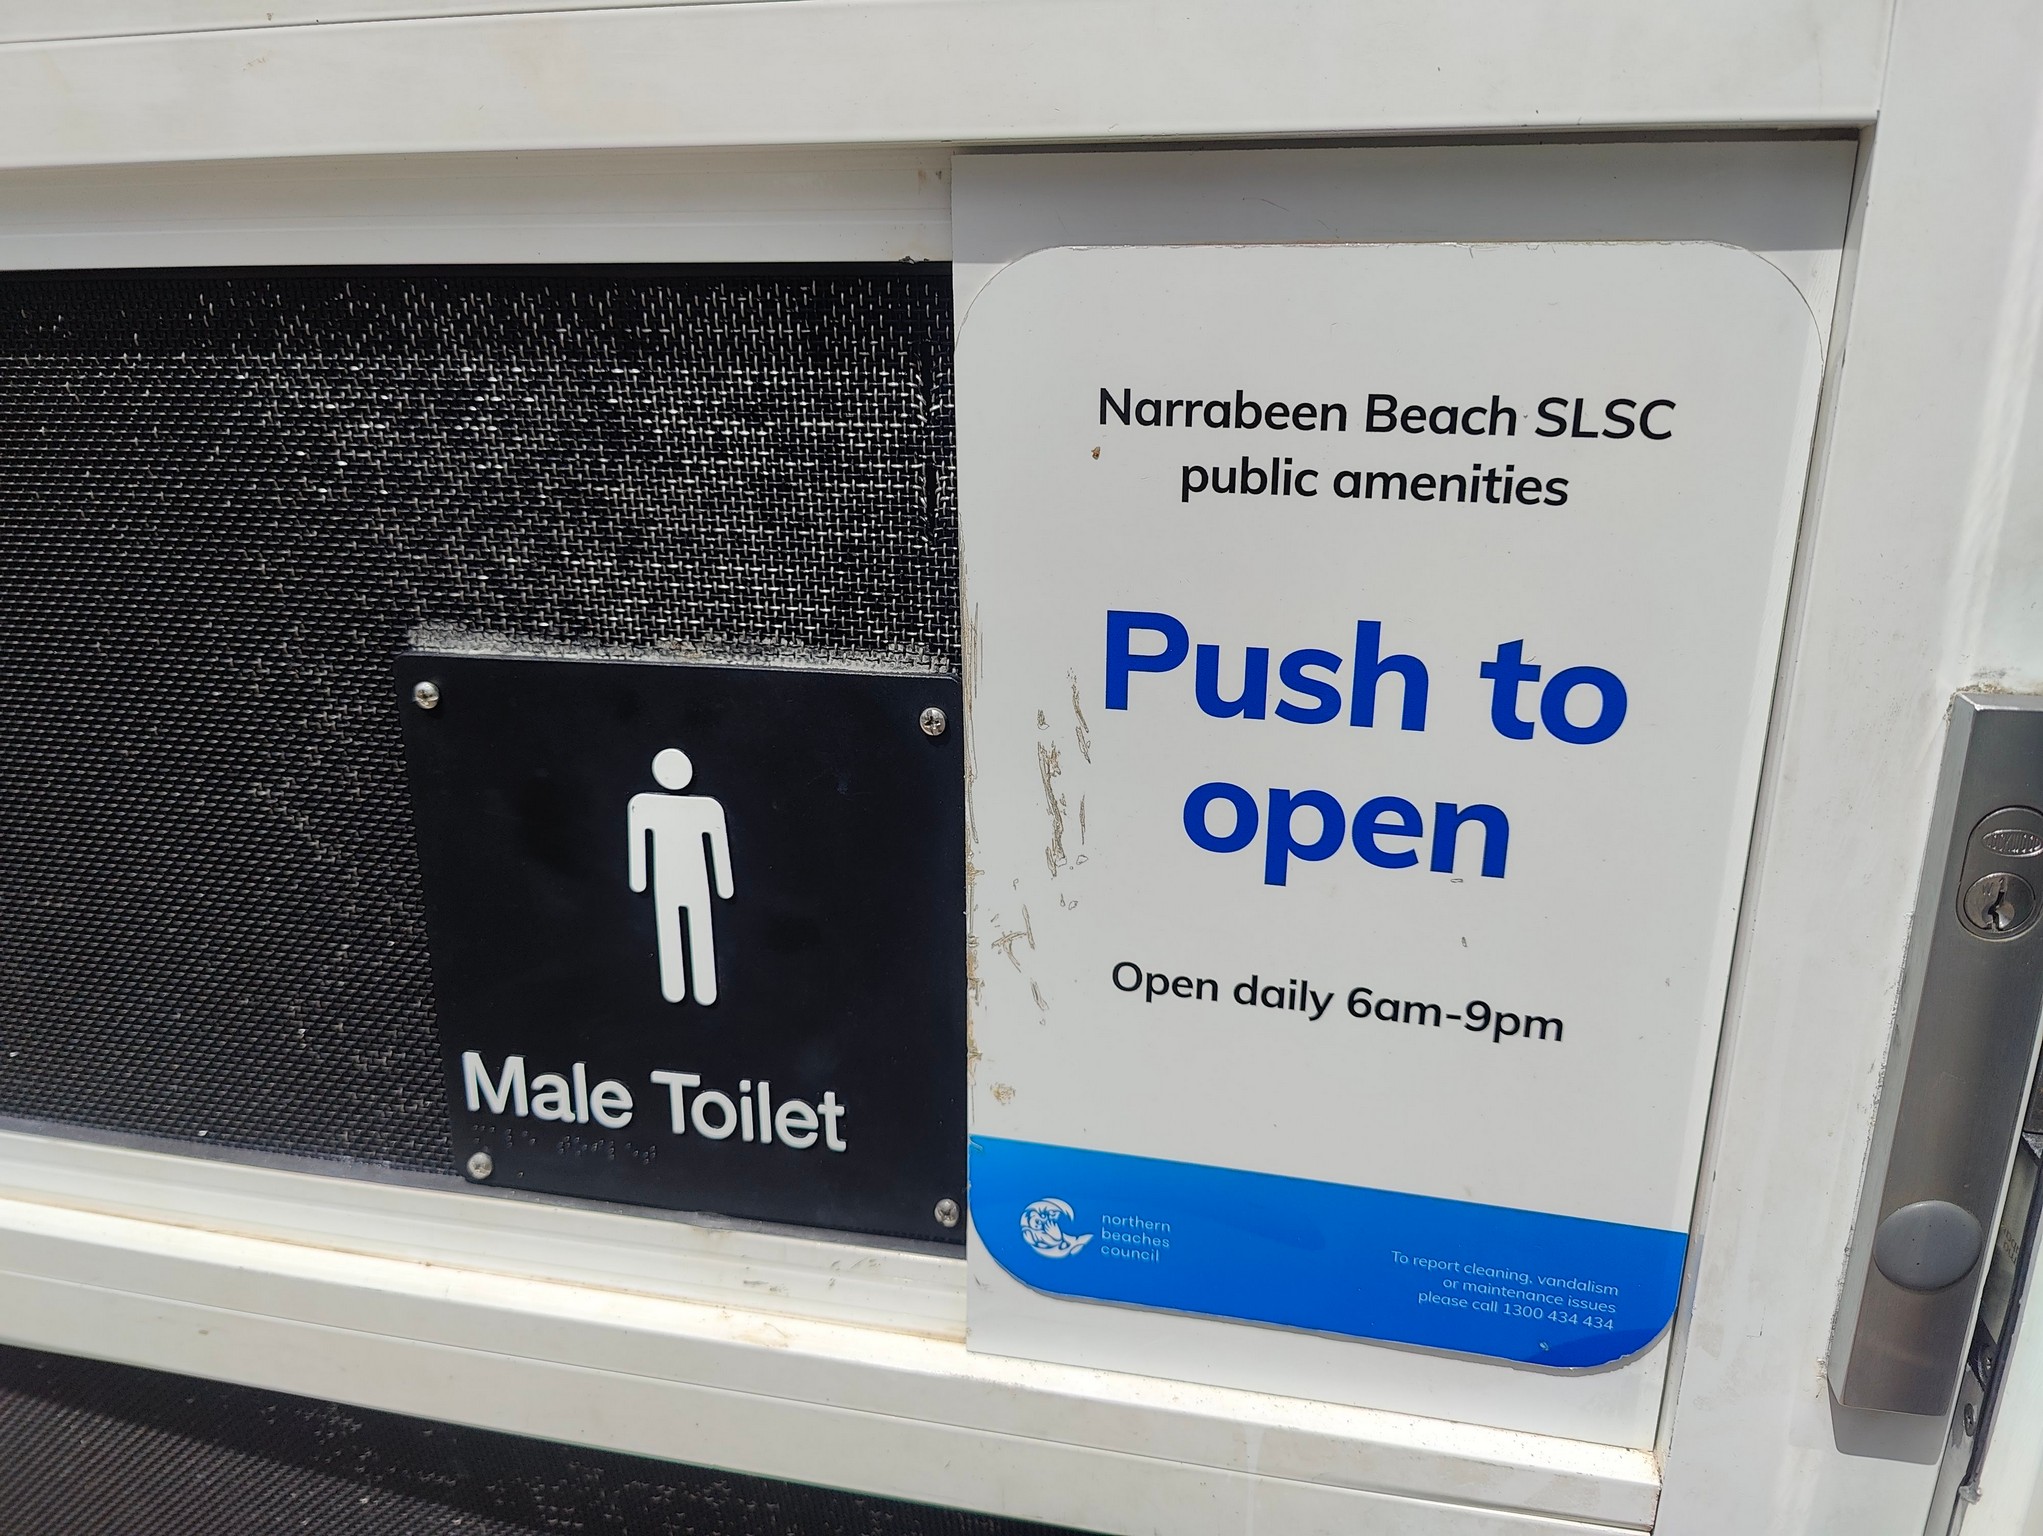 Narrabeen Beach SLSC
public amenities
Push to
open
Open daily 6am-9pm
Male Toilet
northern
beaches
council
To report cleaning, vandalism
or maintenance issues
please call 1300 434 434